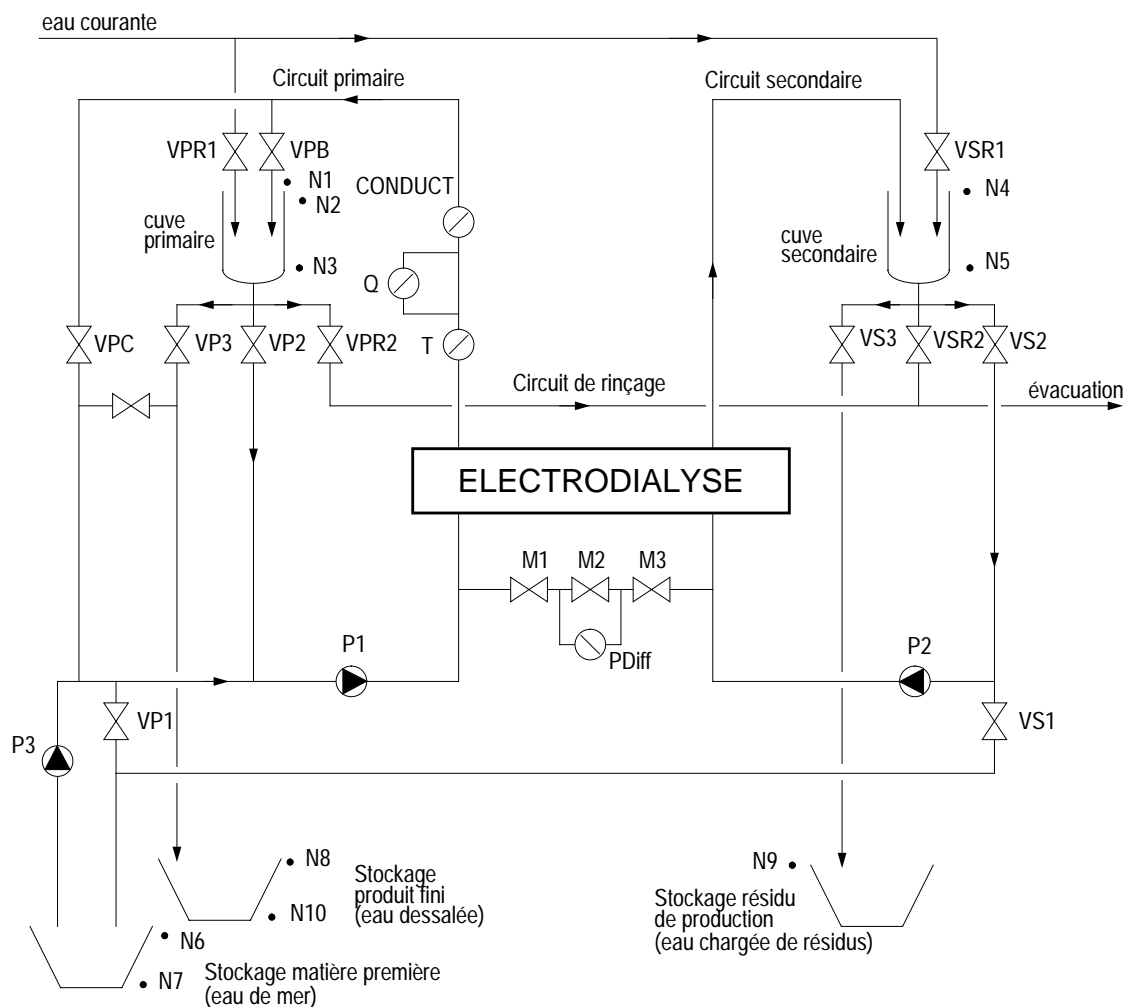 eau courante
Circuit primaire
Circuit secondaire
VPR1
VPB
VSR1
N1
N2
CONDUCT
N4
cuve
primaire
cuve
secondaire
N3
N5
Q
T
VPC
VP3
VP2
VPR2
VS3
VSR2
VS2
Circuit de rinçage
évacuation
ELECTRODIALYSE
M1
M2
M3
PDiff
P1
P2
VP1
VS1
P3
N8
N9
Stockage
produit fini
(eau dessalée)
N10
Stockage résidu
de production
(eau chargée de résidus)
N6
N7
Stockage matière première
(eau de mer)